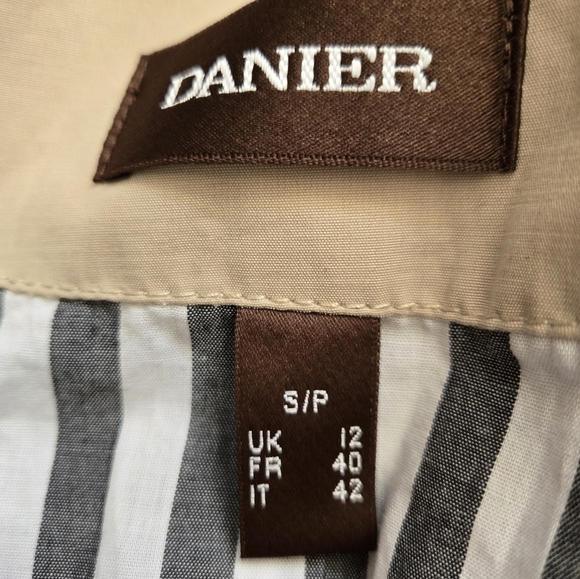 DANIER
S/P
UK 12
FR 40
IT 42